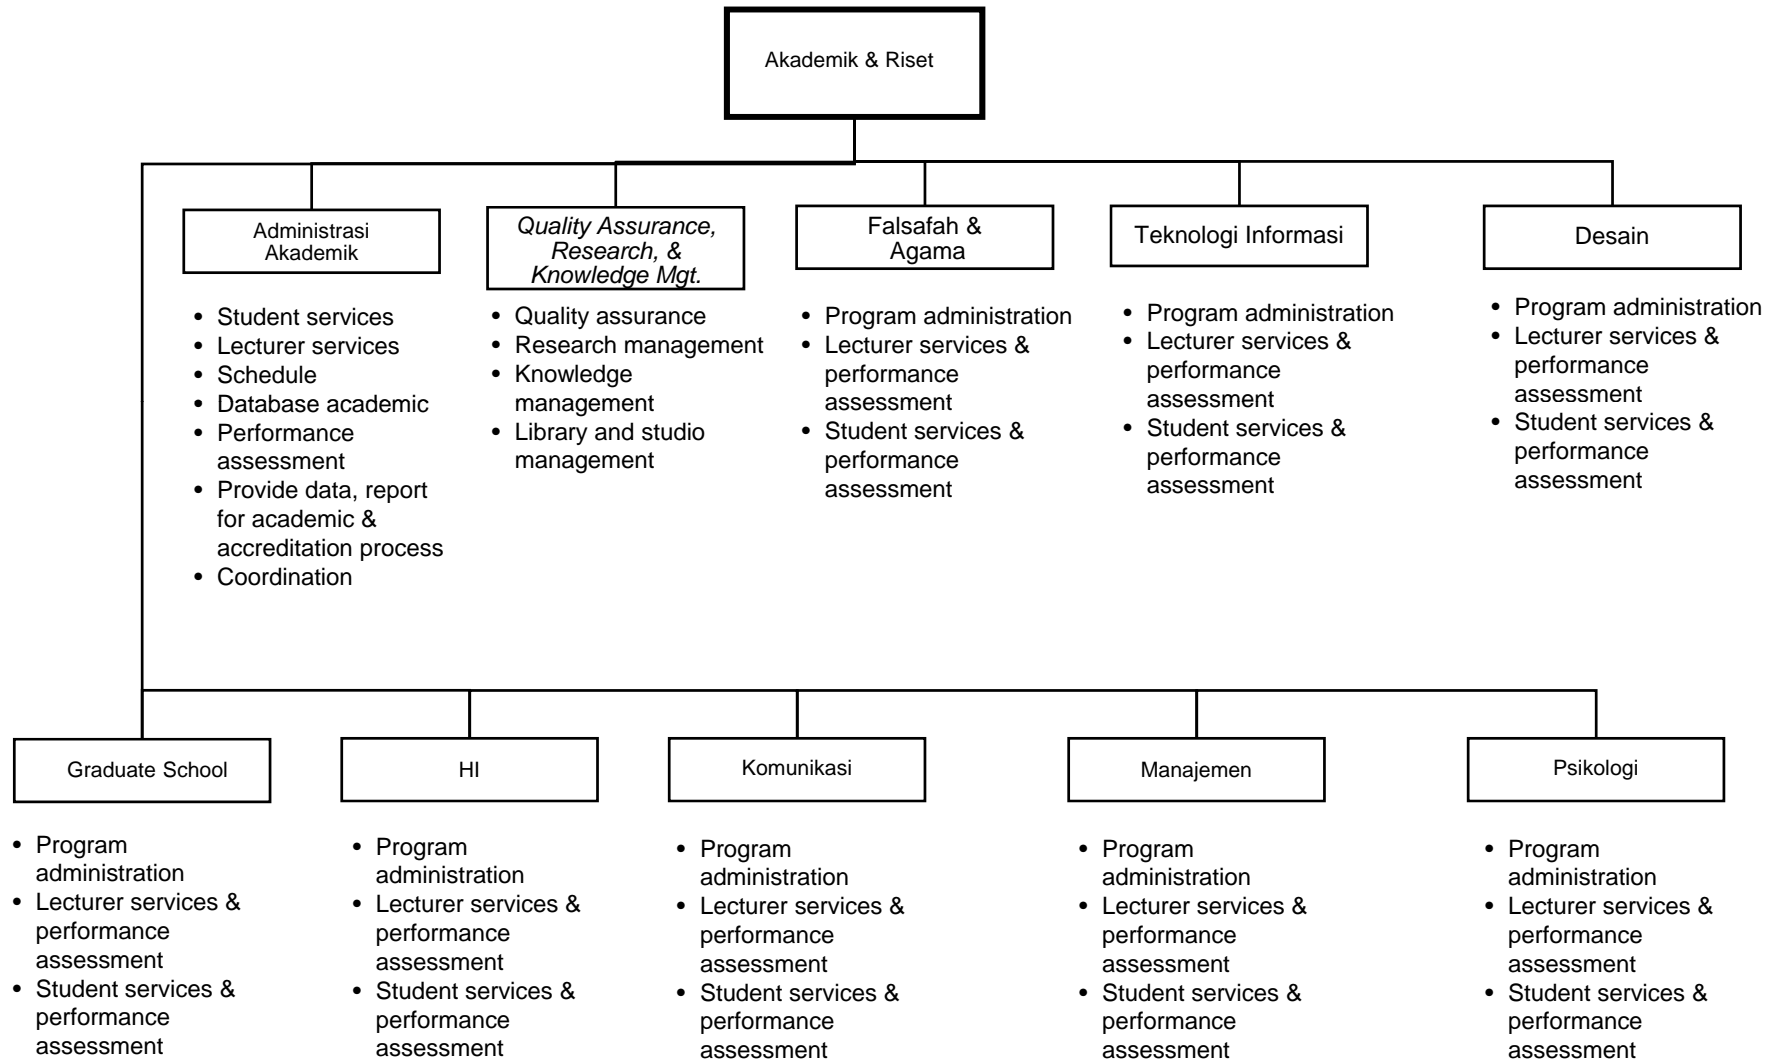 Akademik & Riset
Administrasi
Akademik
Quality Assurance,
Research, &
Knowledge Mgt.
Falsafah &
Agama
Teknologi Informasi
Desain
• Student services
• Lecturer services
• Schedule
• Database academic
• Performance
assessment
• Provide data, report
for academic &
accreditation process
• Coordination
• Quality assurance
• Research management
• Knowledge
management
• Library and studio
management
• Program administration
• Lecturer services &
performance
assessment
• Student services &
performance
assessment
• Program administration
• Lecturer services &
performance
assessment
• Student services &
performance
assessment
• Program administration
• Lecturer services &
performance
assessment
• Student services &
performance
assessment
Graduate School
HI
Komunikasi
Manajemen
Psikologi
• Program
administration
• Lecturer services &
performance
assessment
• Student services &
performance
assessment
• Program
administration
• Lecturer services &
performance
assessment
• Student services &
performance
assessment
• Program
administration
• Lecturer services &
performance
assessment
• Student services &
performance
assessment
• Program
administration
• Lecturer services &
performance
assessment
• Student services &
performance
assessment
• Program
administration
• Lecturer services &
performance
assessment
• Student services &
performance
assessment